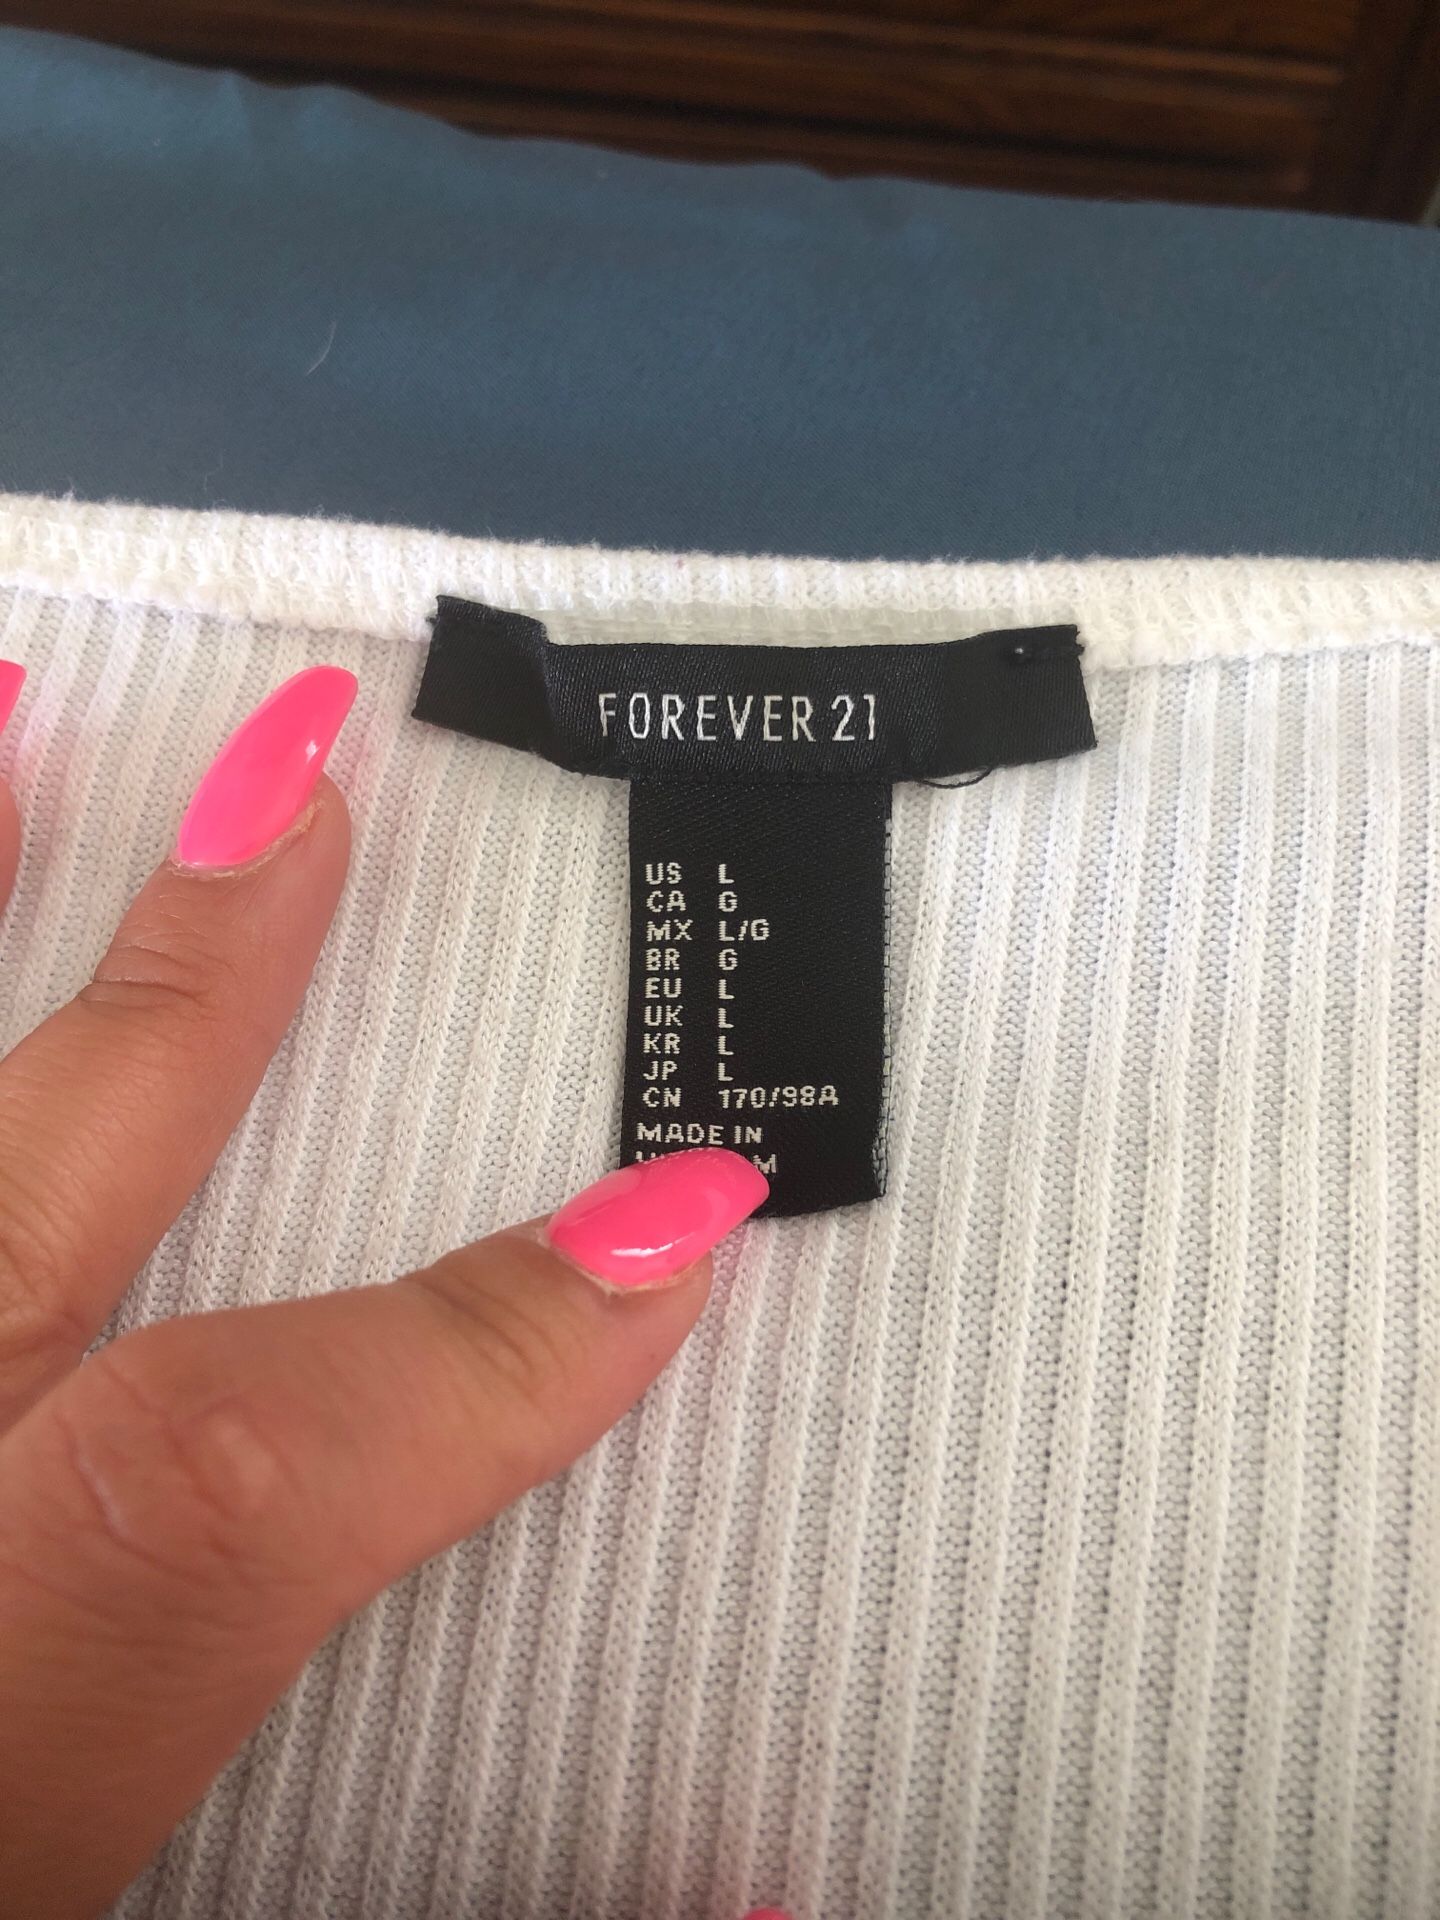 FOREVER 21
US L
CA G
MX L/G
BR G
EU L
UK L
KR L
JP L
CN 170/98A
MADE IN